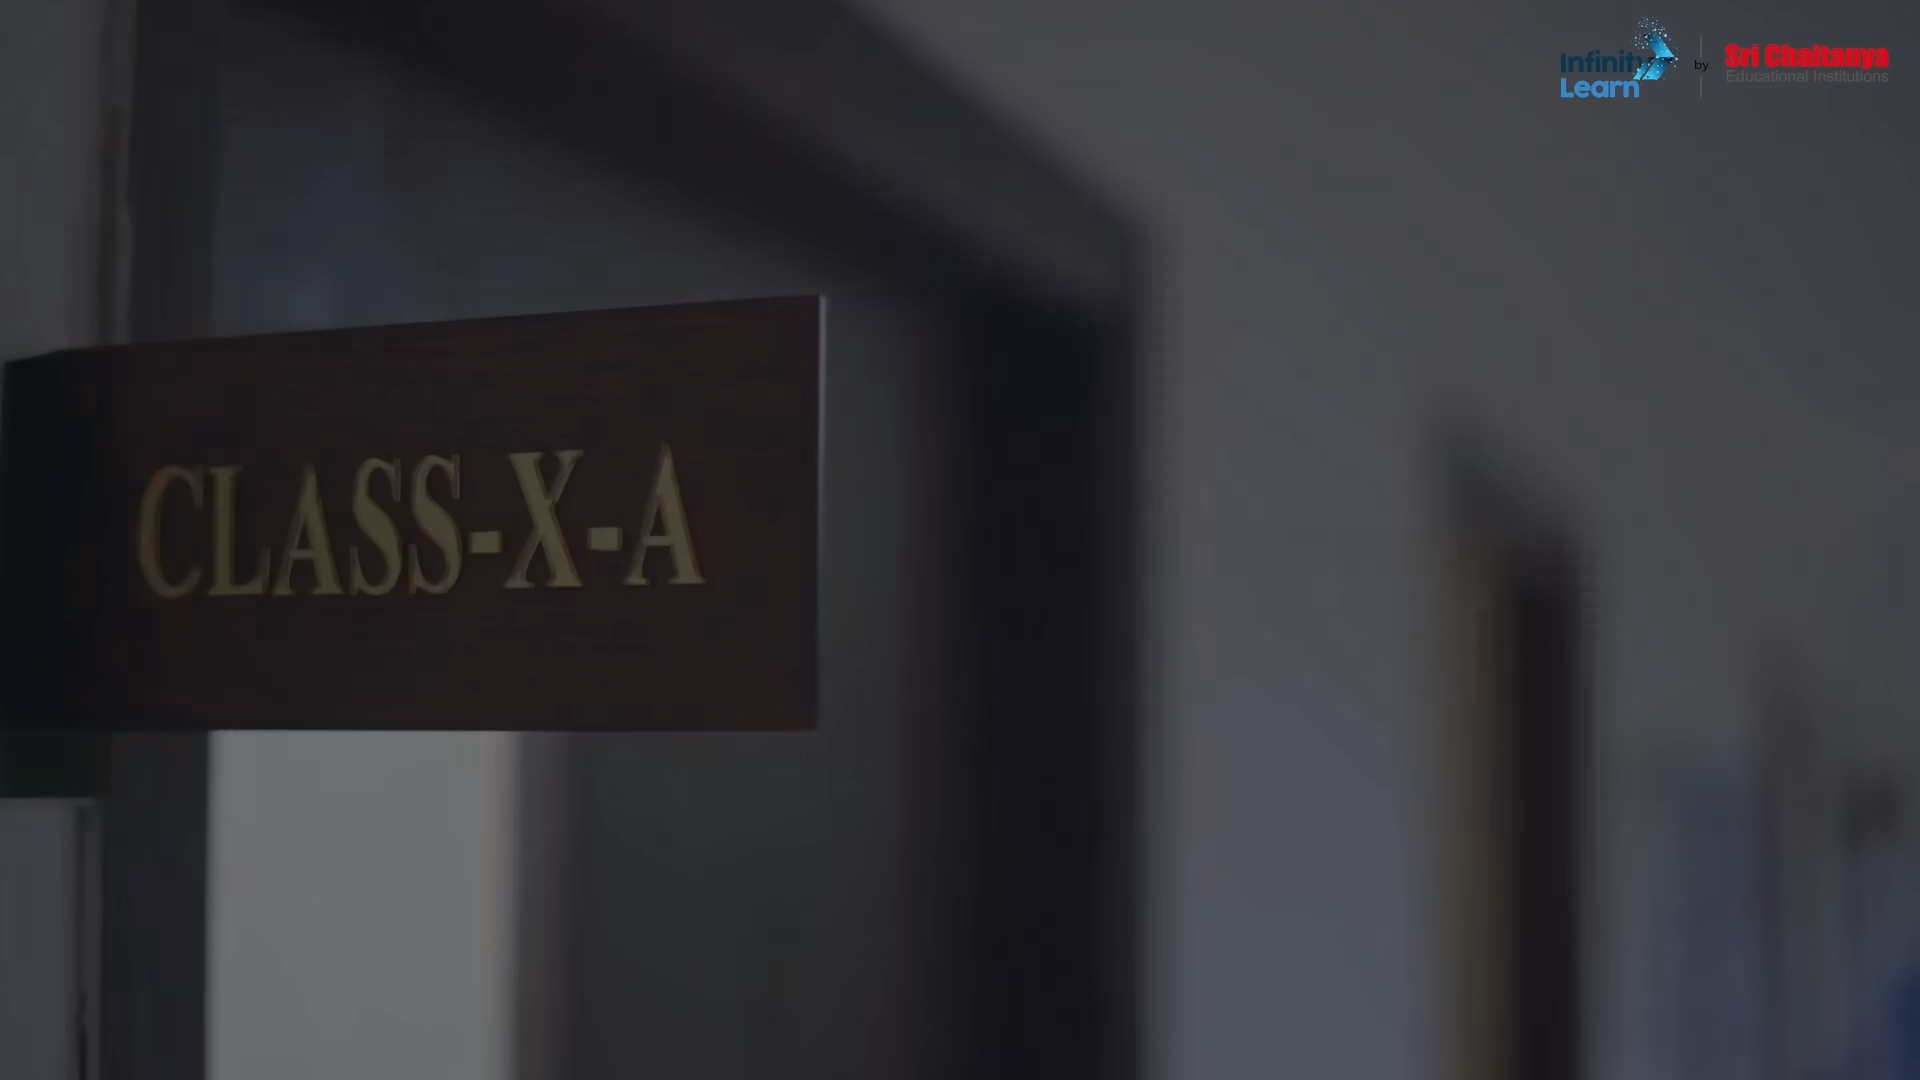 Infinity
Learn
by
Sri Chaitanya
Educational Institutions
CLASS-X-A